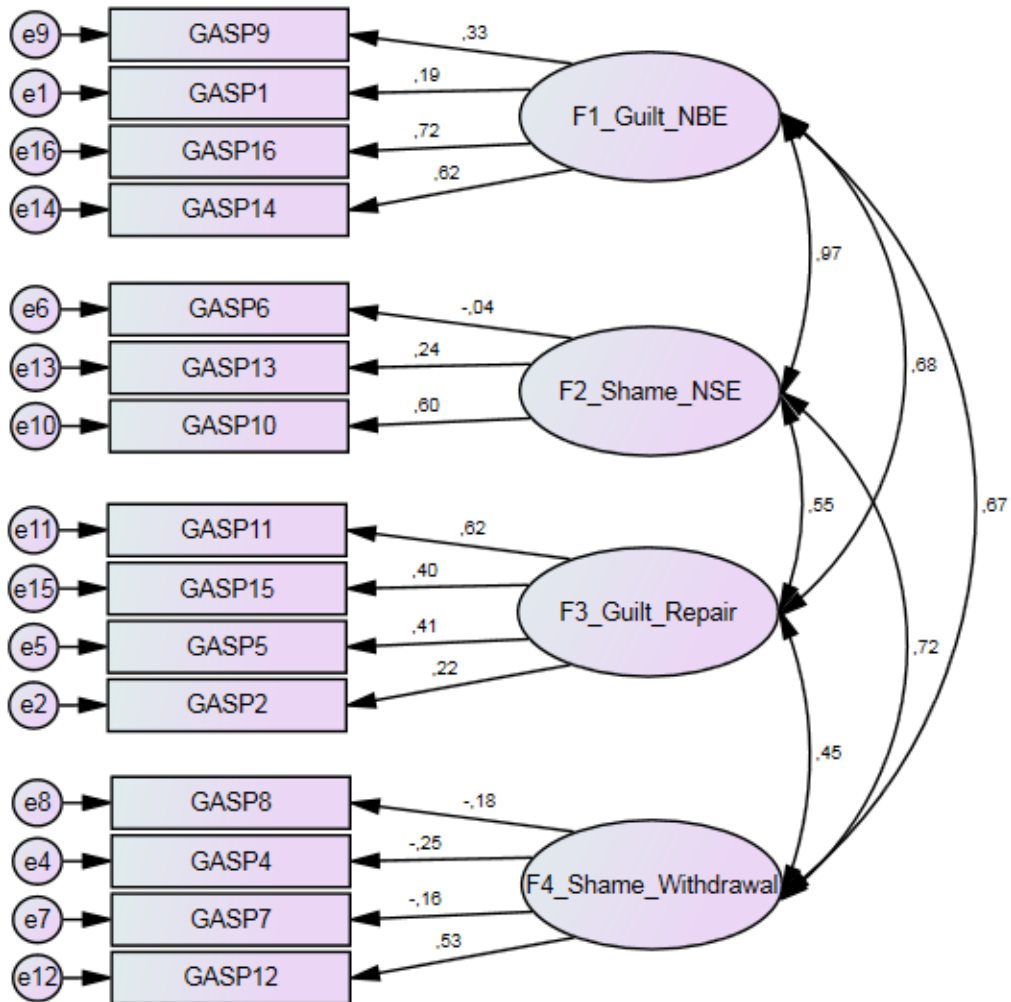 e9 GASP9 ,33
e1 GASP1 ,19
F1_Guilt_NBE
e16 GASP16 ,72
e14 GASP14 ,62
,97
e6 GASP6 -,04
e13 GASP13 ,24
,68
F2_Shame_NSE
e10 GASP10 ,60
,55
,67
e11 GASP11 ,62
e15 GASP15 ,40
F3_Guilt_Repair
e5 GASP5 ,41
e2 GASP2 ,22
,72
,45
e8 GASP8 -,18
e4 GASP4 -,25
F4_Shame_Withdrawal
e7 GASP7 -,16
e12 GASP12 ,53